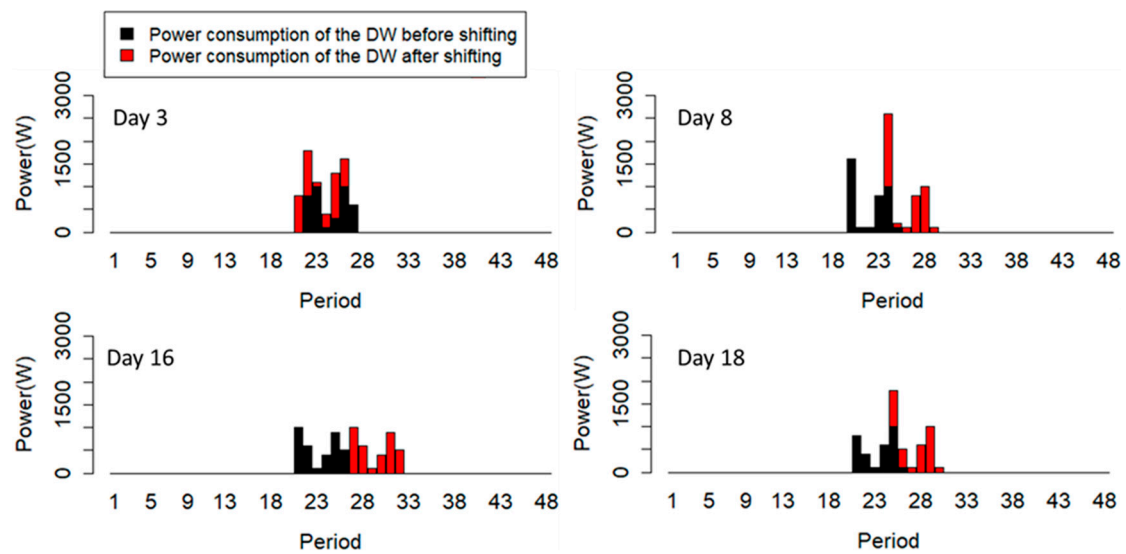 Power consumption of the DW before shifting
Power consumption of the DW after shifting
Day 3
Power(W)
3000
1500
0
1 5 9 13 18 23 28 33 38 43 48
Period
Day 8
Power(W)
3000
1500
0
1 5 9 13 18 23 28 33 38 43 48
Period
Day 16
Power(W)
3000
1500
0
1 5 9 13 18 23 28 33 38 43 48
Period
Day 18
Power(W)
3000
1500
0
1 5 9 13 18 23 28 33 38 43 48
Period